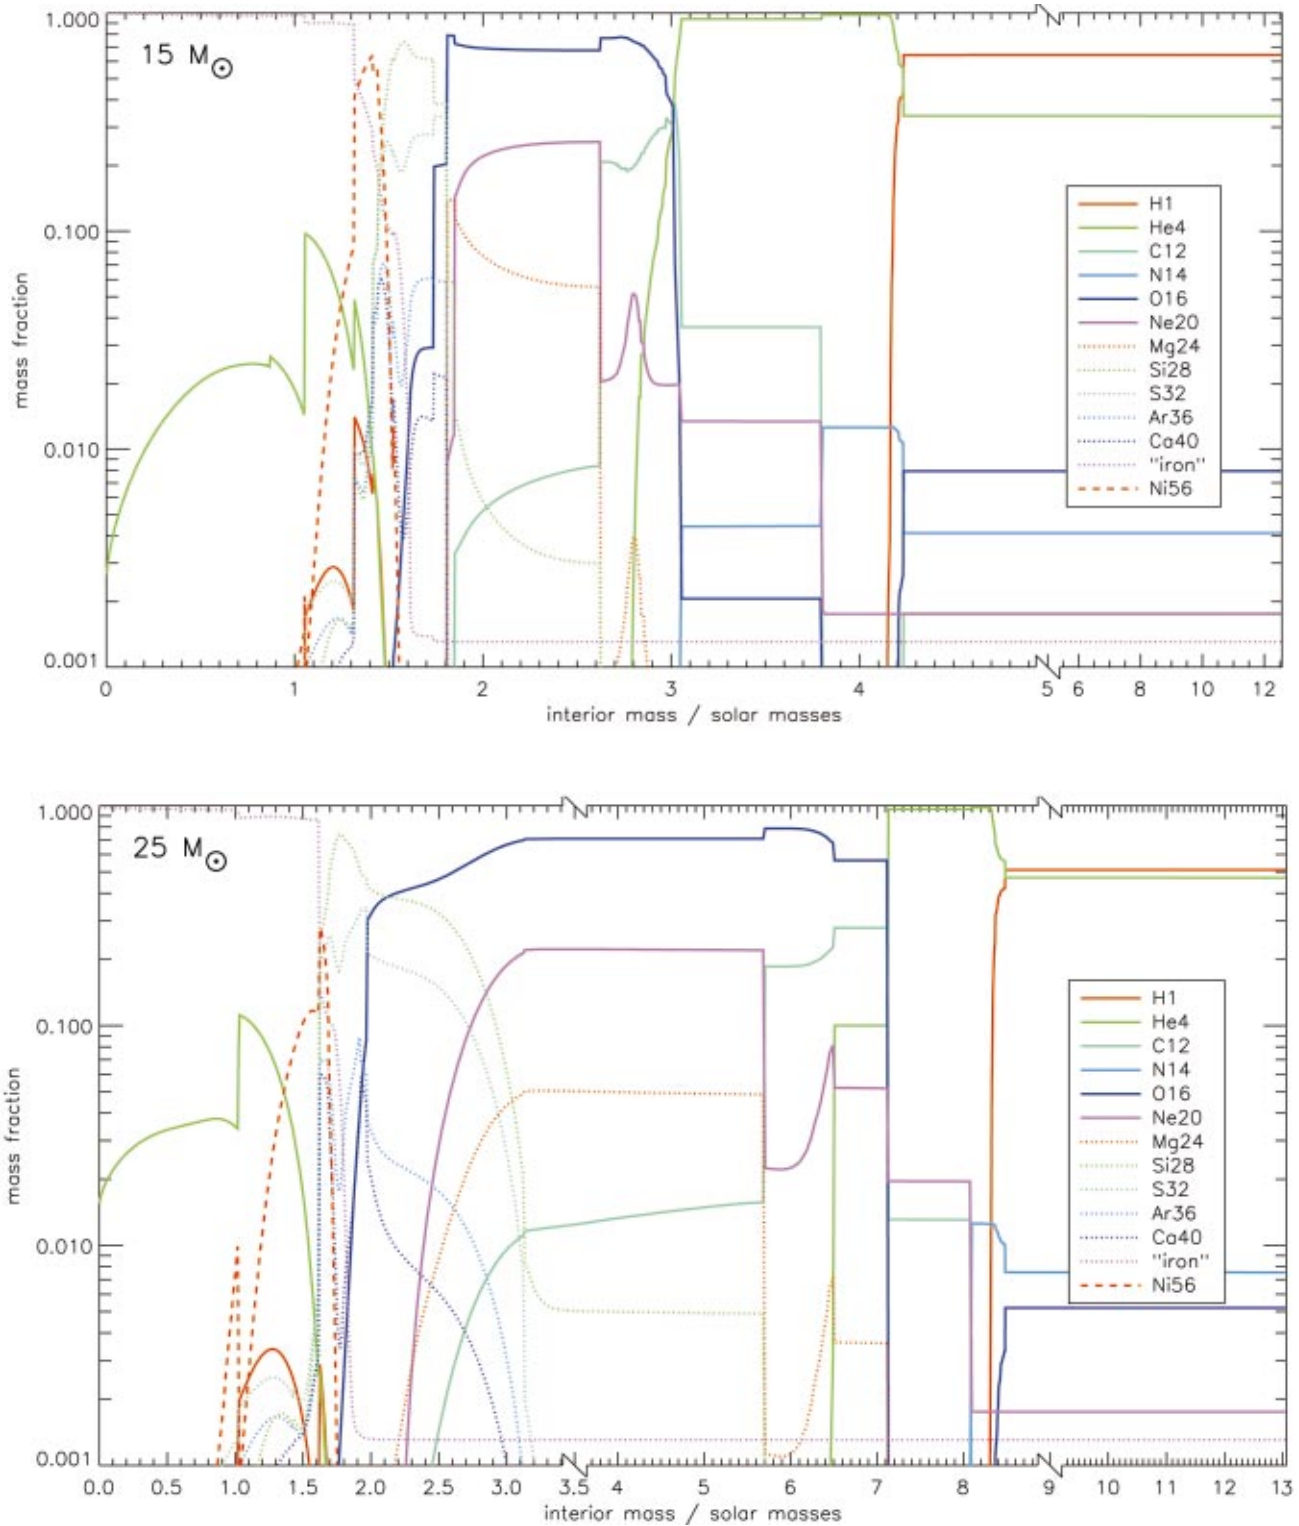 15 M⊙
1.000
0.100
0.010
0.001
mass fraction
H1
He4
C12
N14
O16
Ne20
Mg24
Si28
S32
Ar36
Ca40
"iron"
Ni56
0 1 2 3 4 5 6 8 10 12
interior mass / solar masses
25 M⊙
1.000
0.100
0.010
0.001
mass fraction
H1
He4
C12
N14
O16
Ne20
Mg24
Si28
S32
Ar36
Ca40
"iron"
Ni56
0.0 0.5 1.0 1.5 2.0 2.5 3.0 3.5 4 5 6 7 8 9 10 11 12 13
interior mass / solar masses